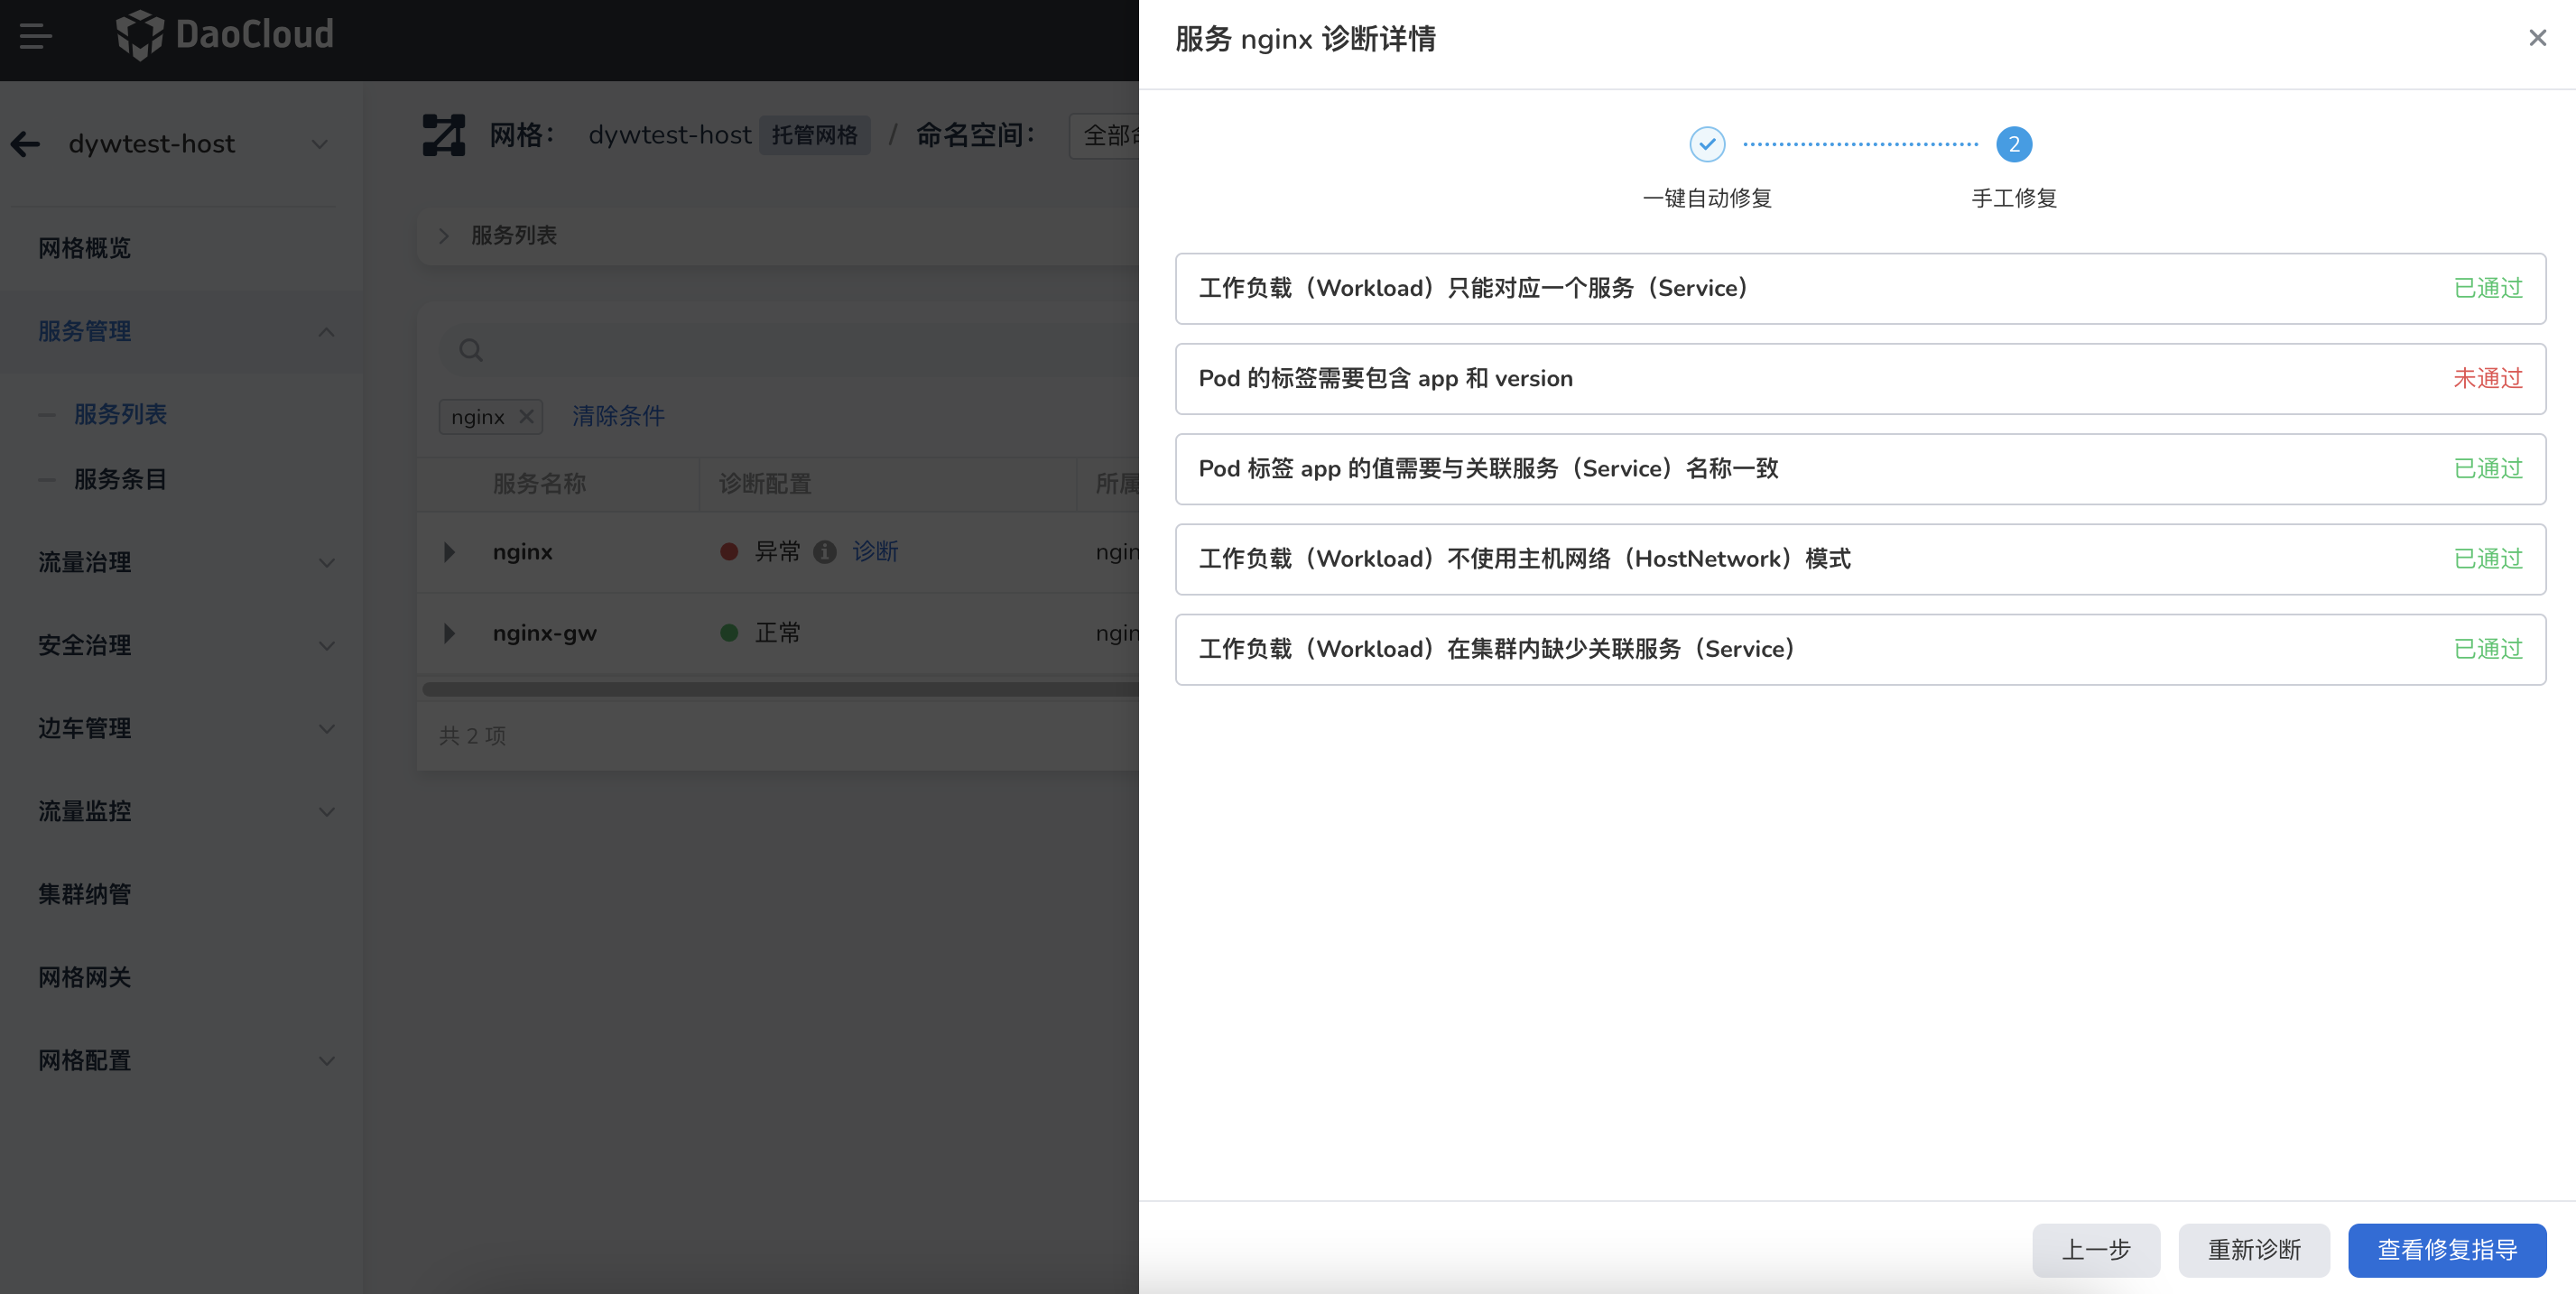 DaoCloud
dywtest-host
网格概览
服务管理
服务列表
服务条目
流量治理
安全治理
边车管理
流量监控
集群纳管
网格网关
网格配置
网格： dywtest-host 托管网格 / 命名空间： 全部
服务列表
nginx 清除条件
服务名称 诊断配置 所属
nginx 异常 诊断 ngin
nginx-gw 正常 ngin
共 2 项
服务 nginx 诊断详情
2
一键自动修复 手工修复
工作负载（Workload）只能对应一个服务（Service） 已通过
Pod 的标签需要包含 app 和 version 未通过
Pod 标签 app 的值需要与关联服务（Service）名称一致 已通过
工作负载（Workload）不使用主机网络（HostNetwork）模式 已通过
工作负载（Workload）在集群内缺少关联服务（Service） 已通过
上一步 重新诊断 查看修复指导